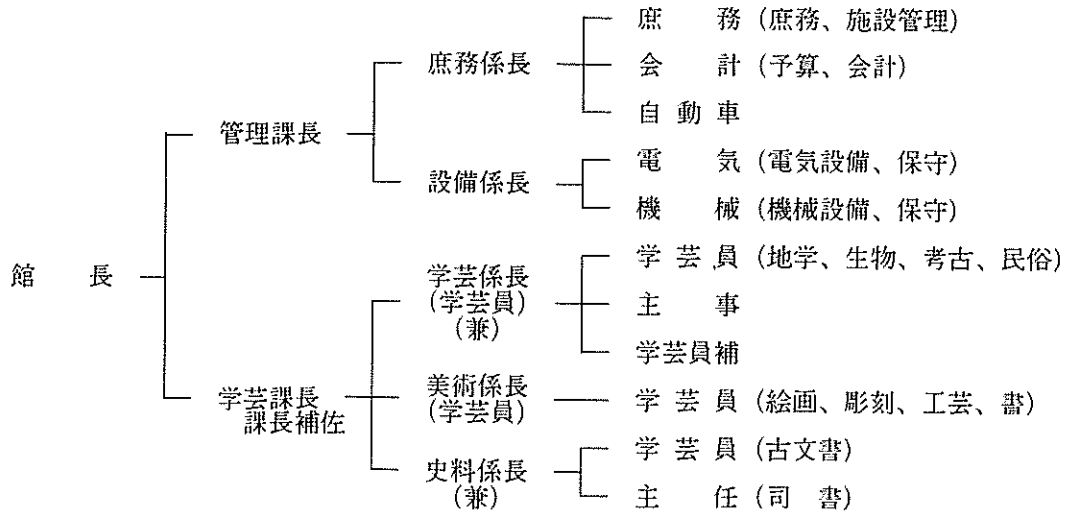 館長
管理課長
庶務係長
庶務（庶務、施設管理）
会計（予算、会計）
自動車
設備係長
電気（電気設備、保守）
機械（機械設備、保守）
学芸課長
課長補佐
学芸係長
（学芸員）
（兼）
学芸員（地学、生物、考古、民俗）
主事
学芸員補
美術係長
（学芸員）
学芸員（絵画、彫刻、工芸、書）
史料係長
（兼）
学芸員（古文書）
主任（司書）